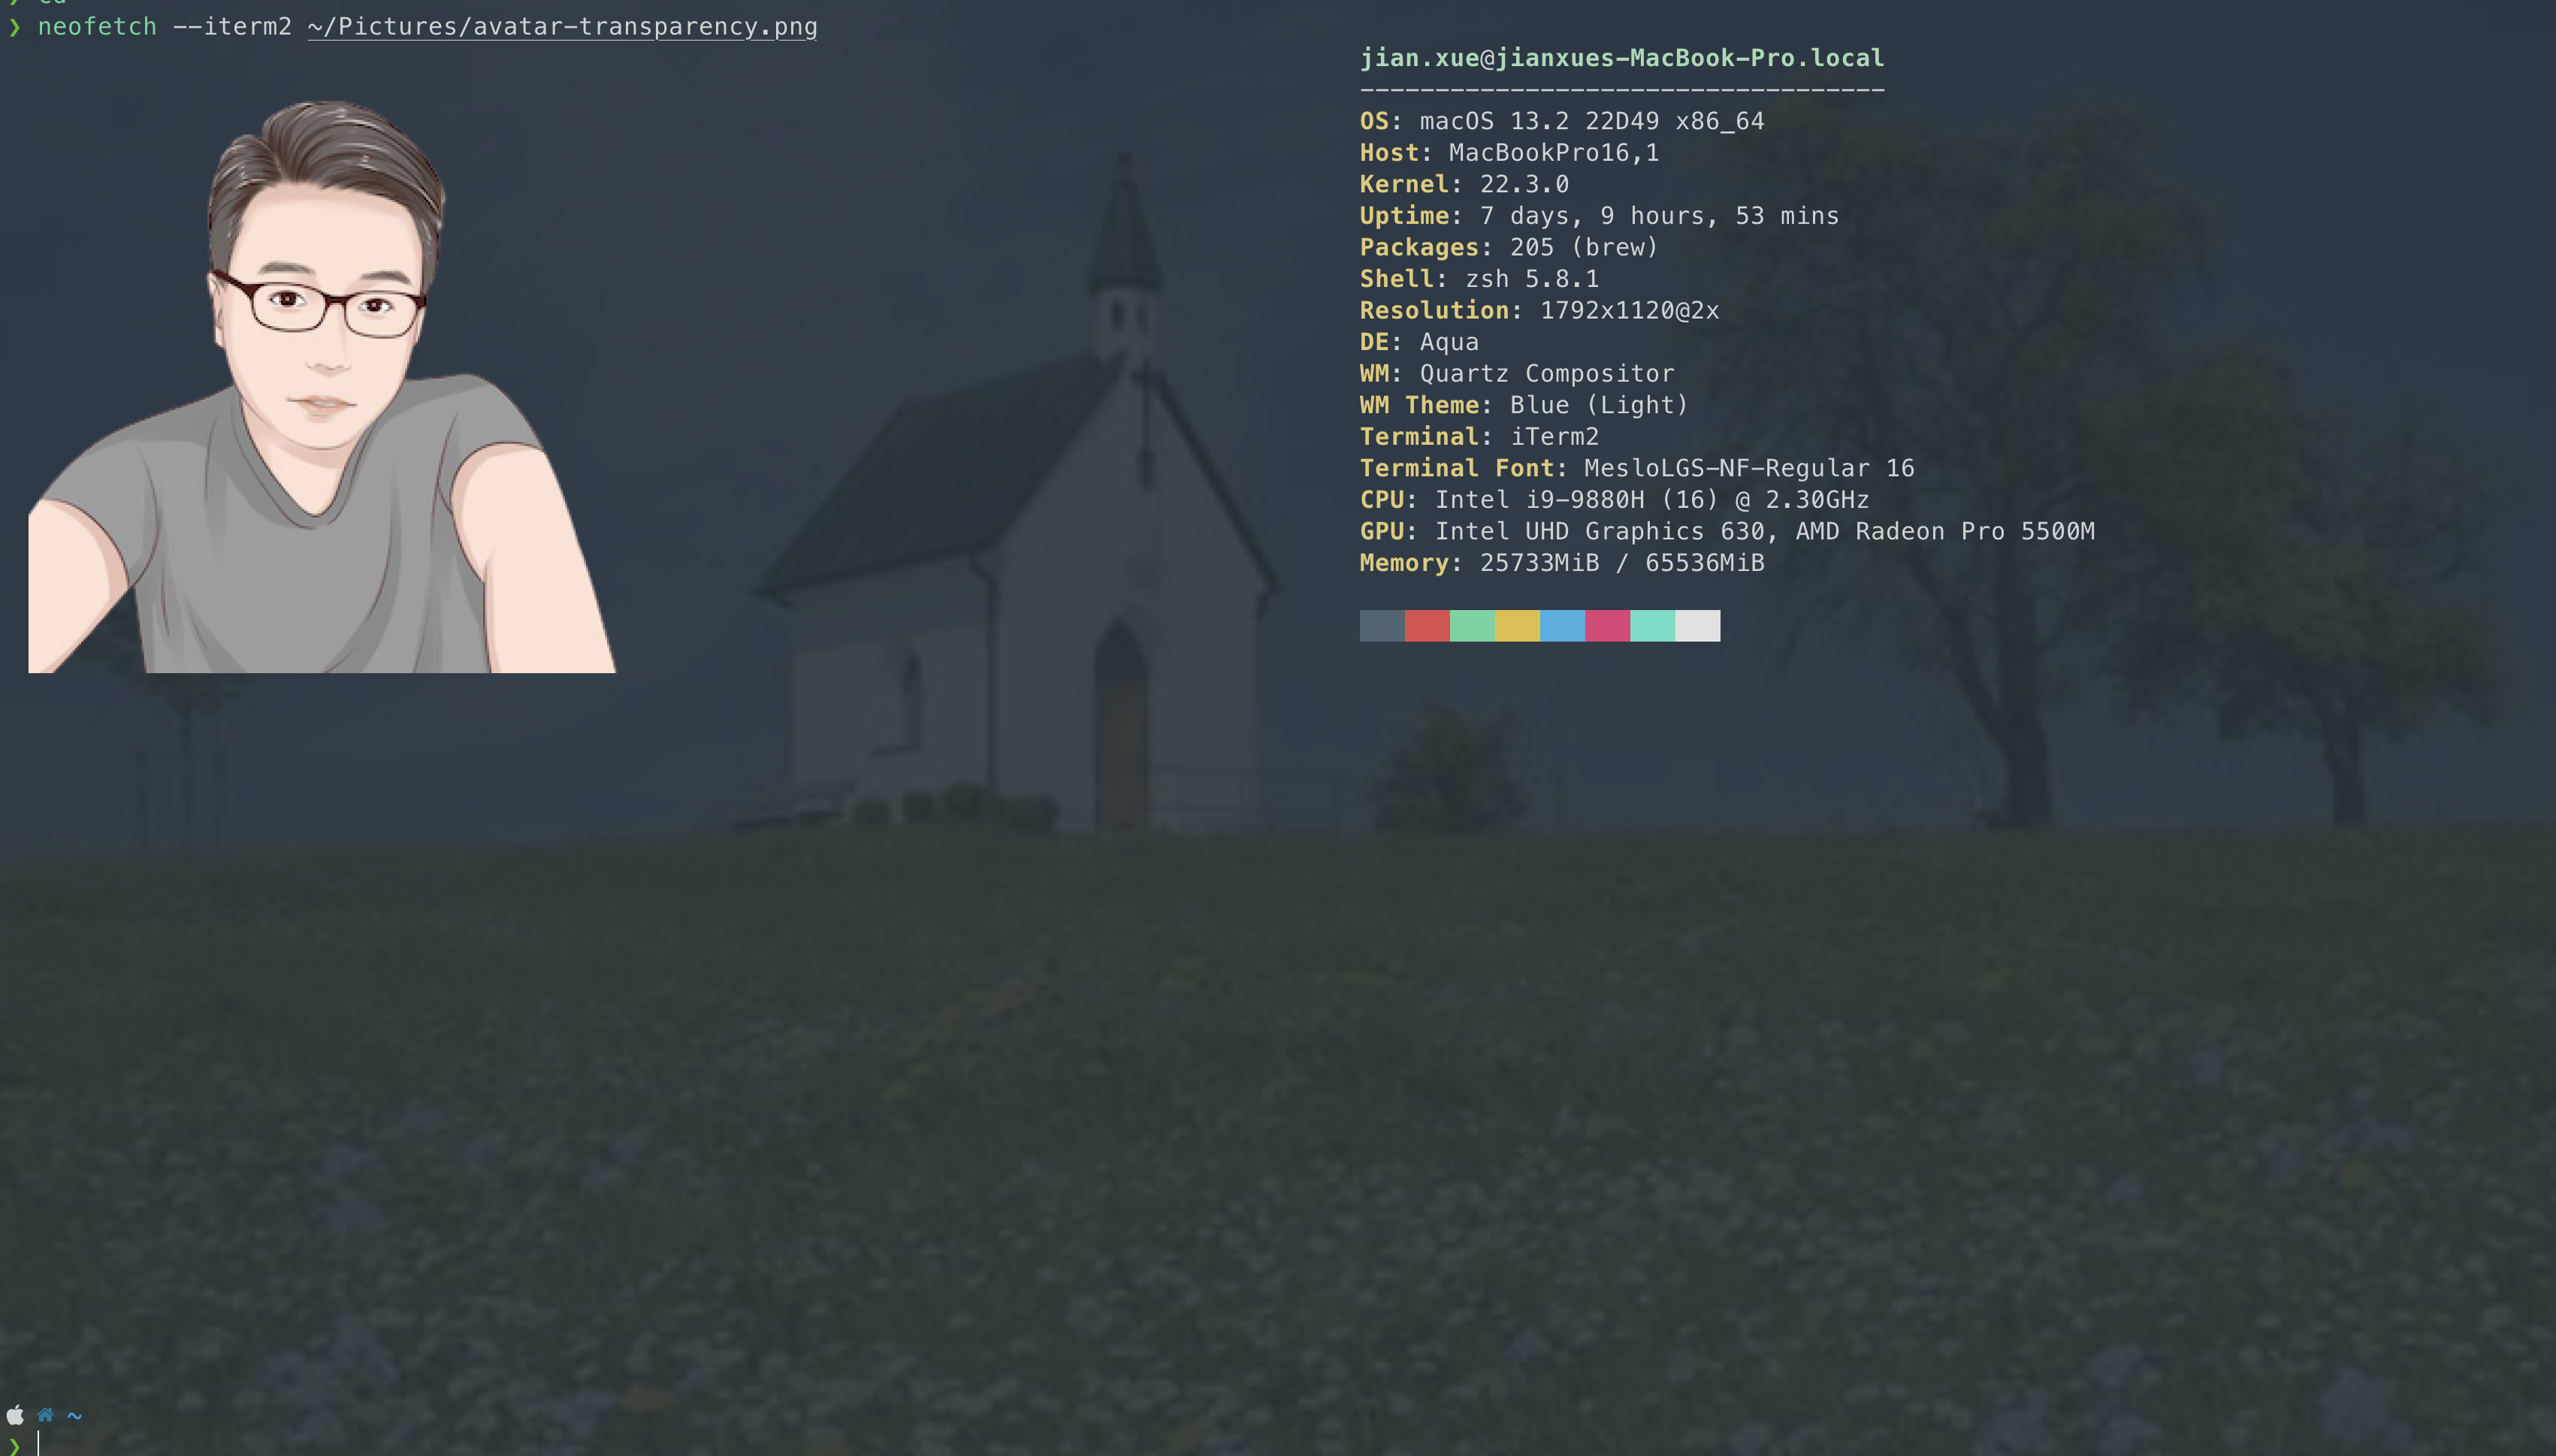 ❯ neofetch --iterm2 ~/Pictures/avatar-transparency.png
jian.xue@jianxues-MacBook-Pro.local
-----------------------------------
OS: macOS 13.2 22D49 x86_64
Host: MacBookPro16,1
Kernel: 22.3.0
Uptime: 7 days, 9 hours, 53 mins
Packages: 205 (brew)
Shell: zsh 5.8.1
Resolution: 1792x1120@2x
DE: Aqua
WM: Quartz Compositor
WM Theme: Blue (Light)
Terminal: iTerm2
Terminal Font: MesloLGS-NF-Regular 16
CPU: Intel i9-9880H (16) @ 2.30GHz
GPU: Intel UHD Graphics 630, AMD Radeon Pro 5500M
Memory: 25733MiB / 65536MiB
~
❯